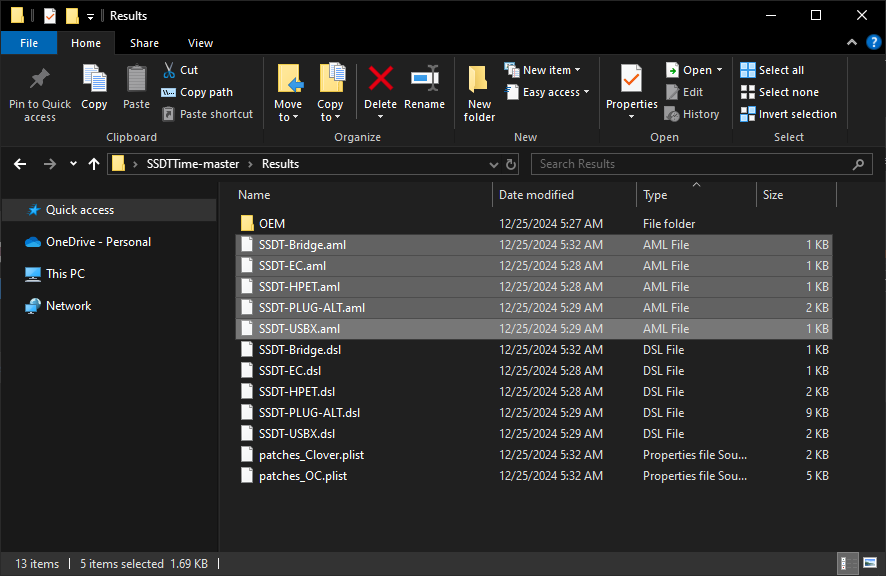 Results
File Home Share View
Pin to Quick access
Copy
Paste
Cut
Copy path
Paste shortcut
Clipboard
Move to
Copy to
Delete
Rename
Organize
New folder
New item
Easy access
New
Properties
Open
Edit
History
Open
Select all
Select none
Invert selection
Select
SSDTTime-master › Results
Search Results
Quick access
OneDrive - Personal
This PC
Network
Name Date modified Type Size
OEM 12/25/2024 5:27 AM File folder
SSDT-Bridge.aml 12/25/2024 5:32 AM AML File 1 KB
SSDT-EC.aml 12/25/2024 5:28 AM AML File 1 KB
SSDT-HPET.aml 12/25/2024 5:28 AM AML File 1 KB
SSDT-PLUG-ALT.aml 12/25/2024 5:29 AM AML File 2 KB
SSDT-USBX.aml 12/25/2024 5:29 AM AML File 1 KB
SSDT-Bridge.dsl 12/25/2024 5:32 AM DSL File 1 KB
SSDT-EC.dsl 12/25/2024 5:28 AM DSL File 1 KB
SSDT-HPET.dsl 12/25/2024 5:28 AM DSL File 2 KB
SSDT-PLUG-ALT.dsl 12/25/2024 5:29 AM DSL File 9 KB
SSDT-USBX.dsl 12/25/2024 5:29 AM DSL File 2 KB
patches_Clover.plist 12/25/2024 5:32 AM Properties file Sou... 2 KB
patches_OC.plist 12/25/2024 5:32 AM Properties file Sou... 5 KB
13 items 5 items selected 1.69 KB